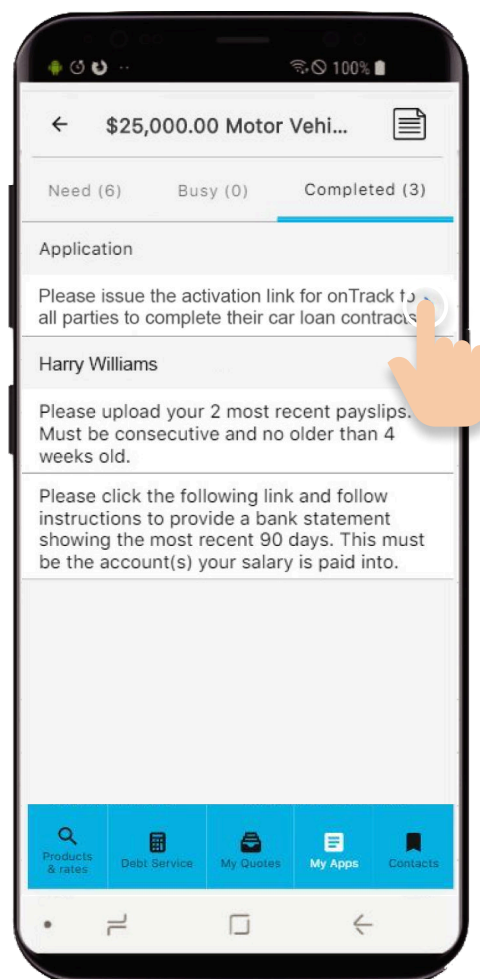 100%
$25,000.00 Motor Vehi...
Need (6)
Busy (0)
Completed (3)
Application
Please issue the activation link for onTrack to
all parties to complete their car loan contracts
Harry Williams
Please upload your 2 most recent payslips.
Must be consecutive and no older than 4
weeks old.
Please click the following link and follow
instructions to provide a bank statement
showing the most recent 90 days. This must
be the account(s) your salary is paid into.
Products
& rates
Debt Service
My Quotes
My Apps
Contacts